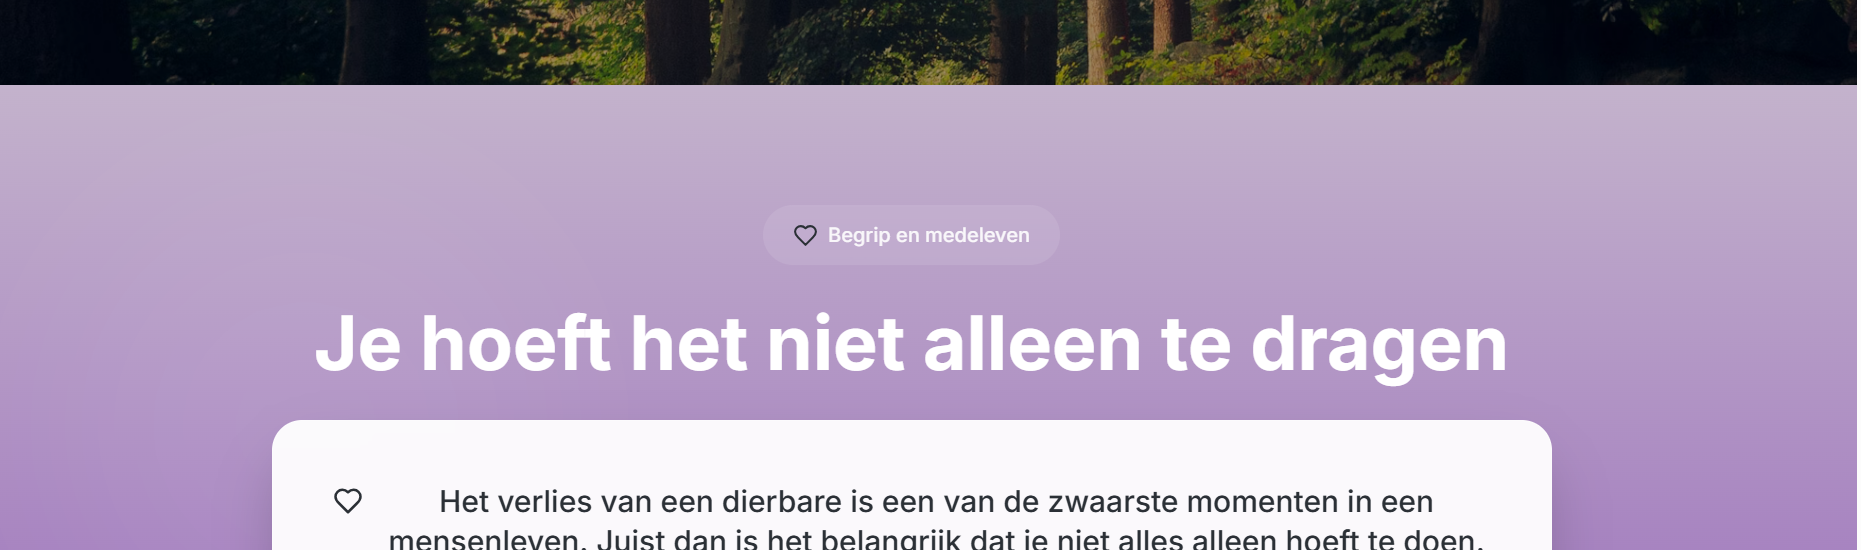 Begrip en medeleven
Je hoeft het niet alleen te dragen
Het verlies van een dierbare is een van de zwaarste momenten in een
mensenleven. Juist dan is het belangrijk dat je niet alles alleen hoeft te doen.